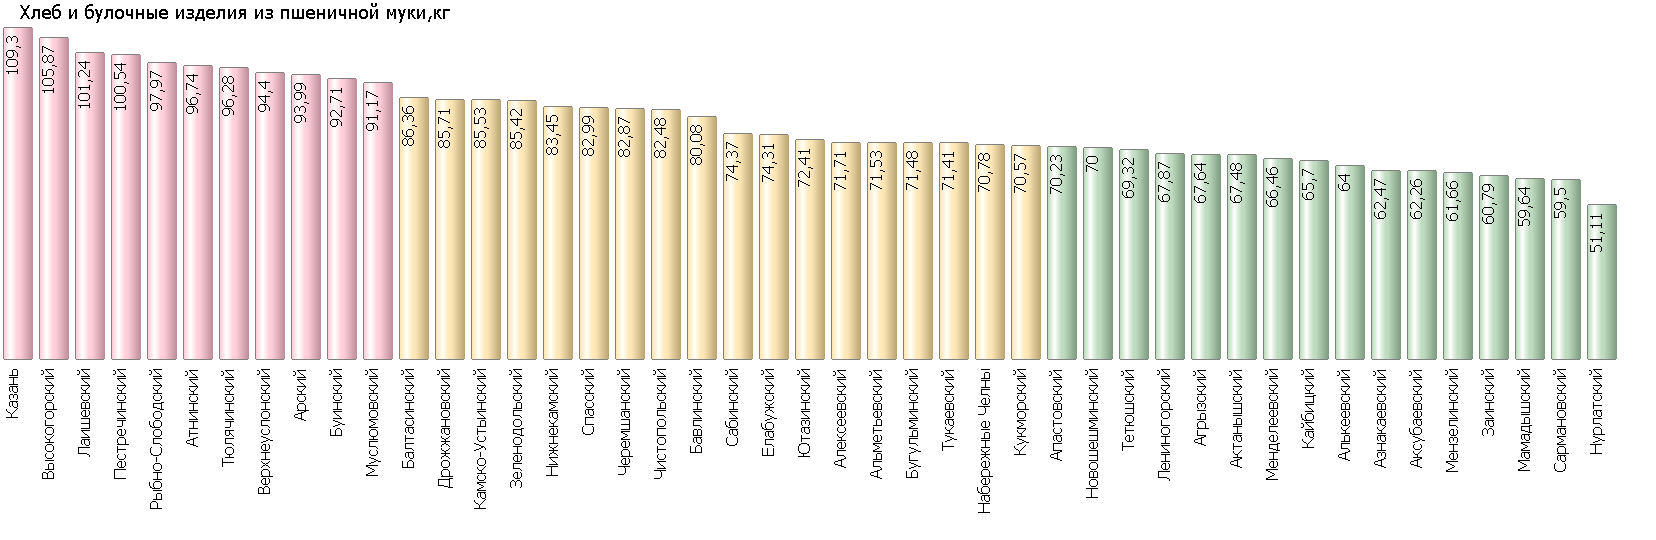 Хлеб и булочные изделия из пшеничной муки,кг
109,3
105,87
101,24
100,54
97,97
96,74
96,28
94,4
93,99
92,71
91,17
86,36
85,71
85,53
85,42
83,45
82,99
82,87
82,48
80,08
74,37
74,31
72,41
71,71
71,53
71,48
71,41
70,78
70,57
70,23
70
69,32
67,87
67,64
67,48
66,46
65,7
64
62,47
62,26
61,66
60,79
59,64
59,5
51,11
Казань
Высокогорский
Лаишевский
Пестречинский
Рыбно-Слободский
Атнинский
Тюлячинский
Верхнеуслонский
Арский
Буинский
Муслюмовский
Балтасинский
Дрожжановский
Камско-Устьинский
Зеленодольский
Нижнекамский
Спасский
Черемшанский
Чистопольский
Бавлинский
Сабинский
Елабужский
Ютазинский
Алексеевский
Альметьевский
Бугульминский
Тукаевский
Набережные Челны
Кукморский
Апастовский
Новошешминский
Тетюшский
Лениногорский
Агрызский
Актанышский
Менделеевский
Кайбицкий
Алькеевский
Азнакаевский
Аксубаевский
Мензелинский
Заинский
Мамадышский
Сармановский
Нурлатский